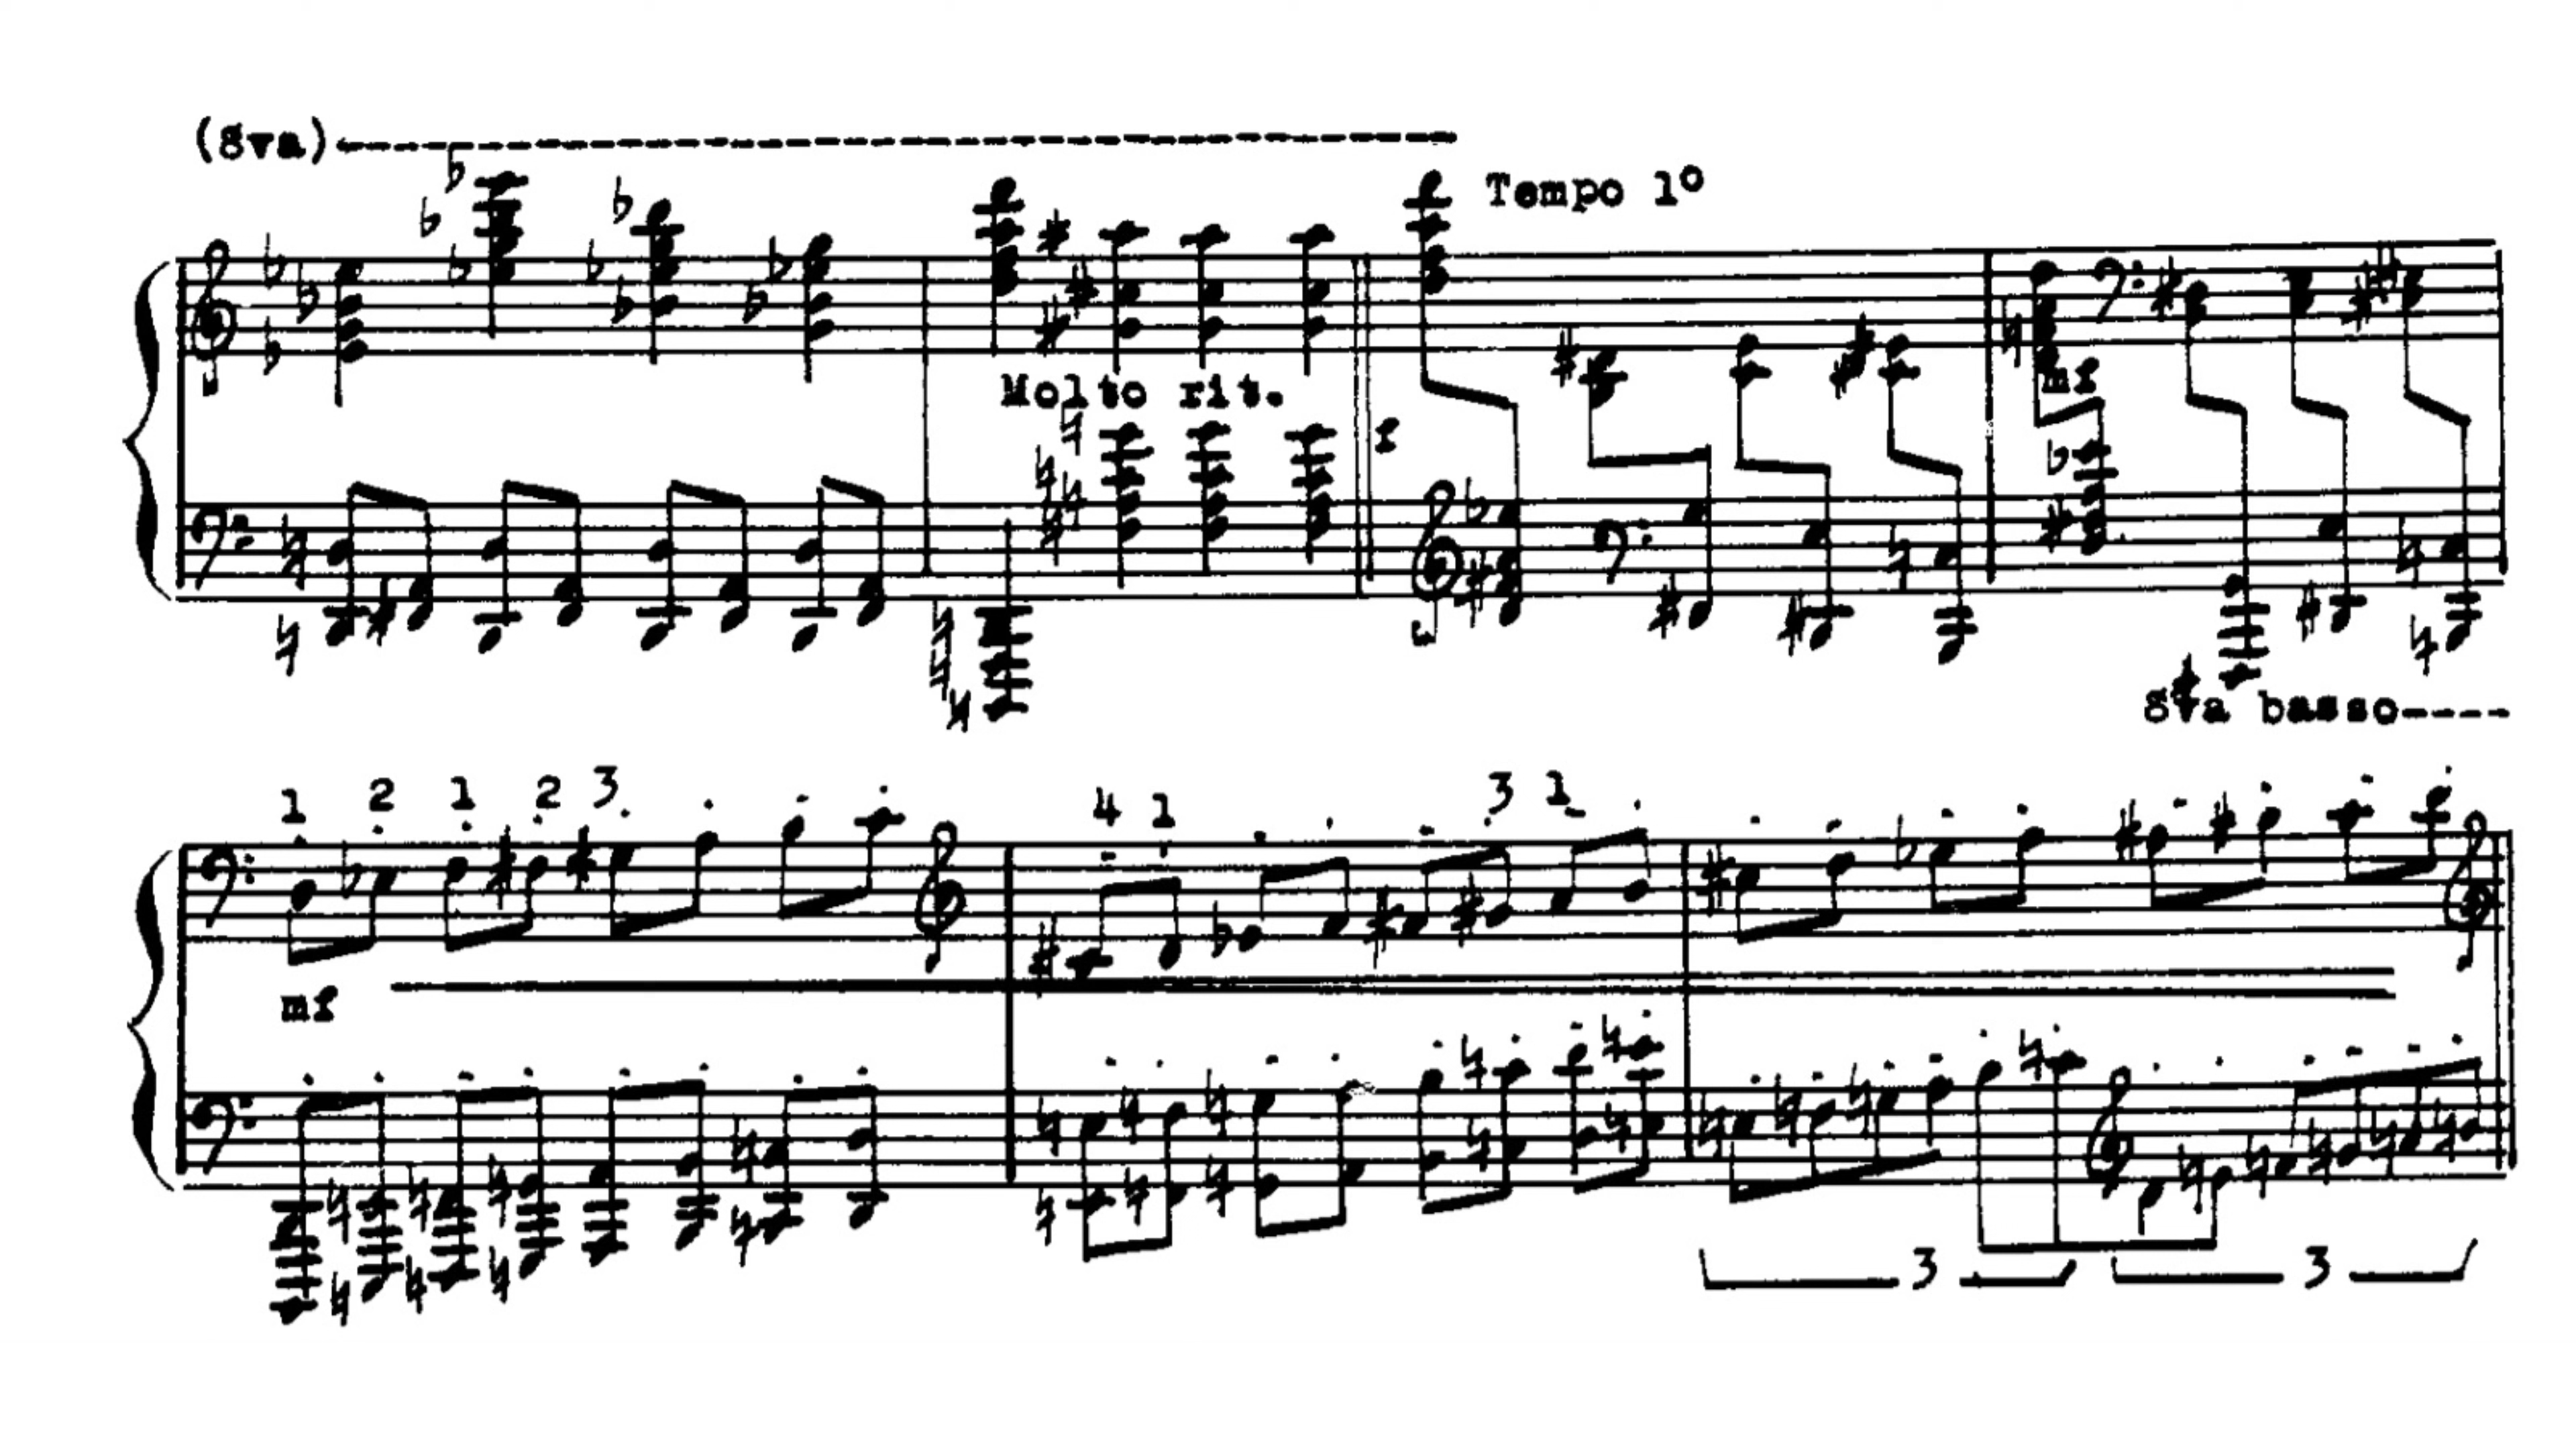 (8va)
Tempo 1º
Molto rit.
f
mf
8va basso
1 2 1 2 3 4 1 3 1
mf
3 3